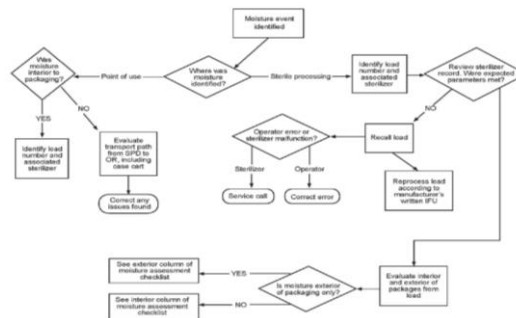 Moisture event
identified
Was
moisture
interior to
packaging?
Point of use
Where was
moisture
identified?
Sterile processing
Identify load
number and
associated
sterilizer
Review sterilizer
record. Were expected
parameters
met?
YES
NO
NO
Identify load
number and
associated
sterilizer
Evaluate
transport path
from SPD to
OR, including
case cart
Correct any
issues found
Operator error or
sterilizer malfunction?
Recall load
Sterilizer
Operator
Service call
Correct error
Reprocess load
according to
manufacturer's
written IFU
See exterior column of
moisture assessment
checklist
YES
Is moisture exterior
of packaging only?
Evaluate interior
and exterior of
packages from
load
See interior column of
moisture assessment
checklist
NO